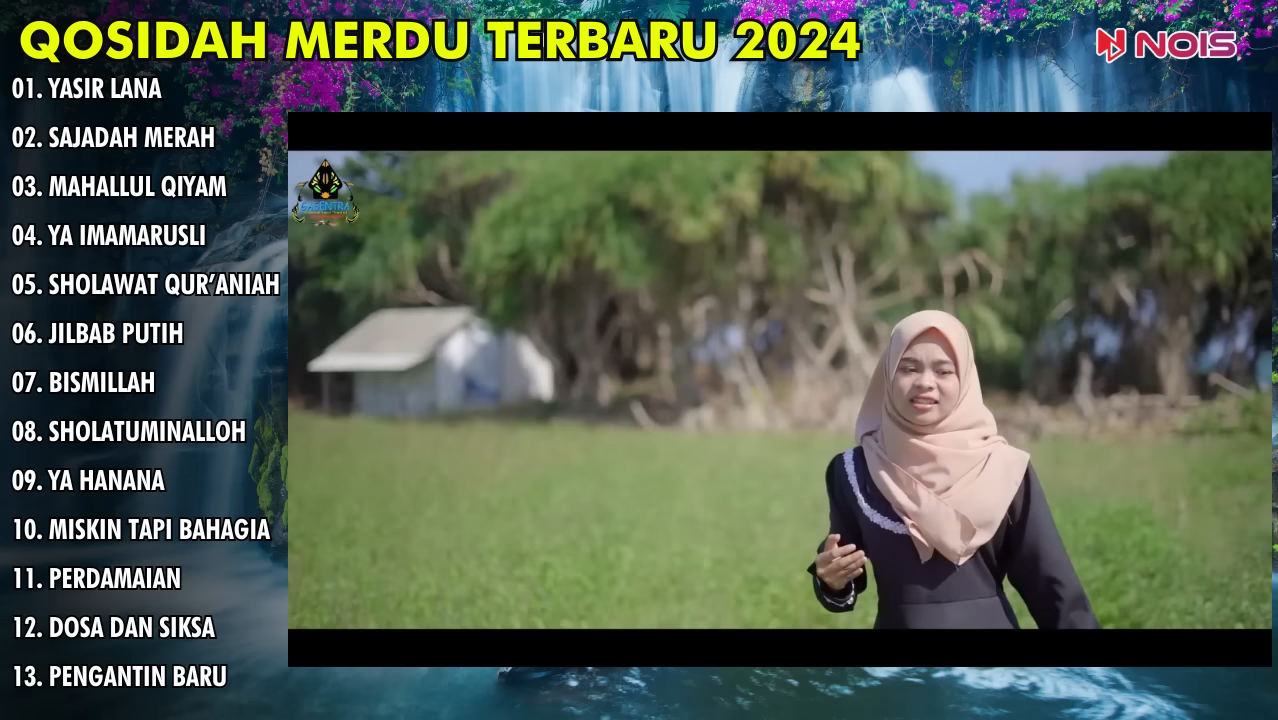 QOSIDAH MERDU TERBARU 2024
NOIS
01. YASIR LANA
02. SAJADAH MERAH
03. MAHALLUL QIYAM
04. YA IMAMARUSLI
05. SHOLAWAT QUR'ANIAH
06. JILBAB PUTIH
07. BISMILLAH
08. SHOLATUMINALLOH
09. YA HANANA
10. MISKIN TAPI BAHAGIA
11. PERDAMAIAN
12. DOSA DAN SIKSA
13. PENGANTIN BARU